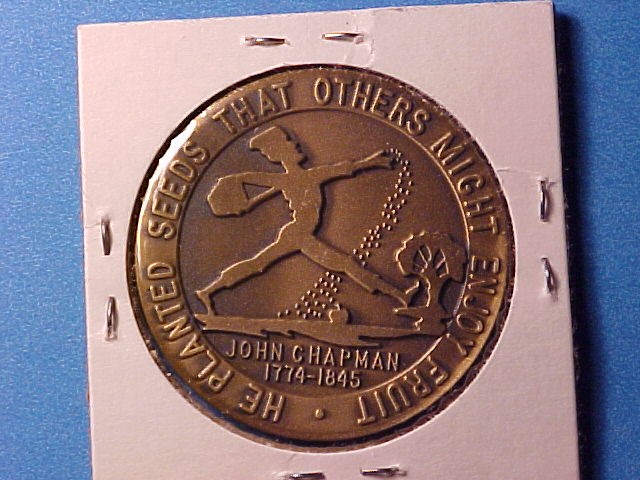 HE PLANTED SEEDS THAT OTHERS MIGHT ENJOY FRUIT •
JOHN CHAPMAN
1774-1845